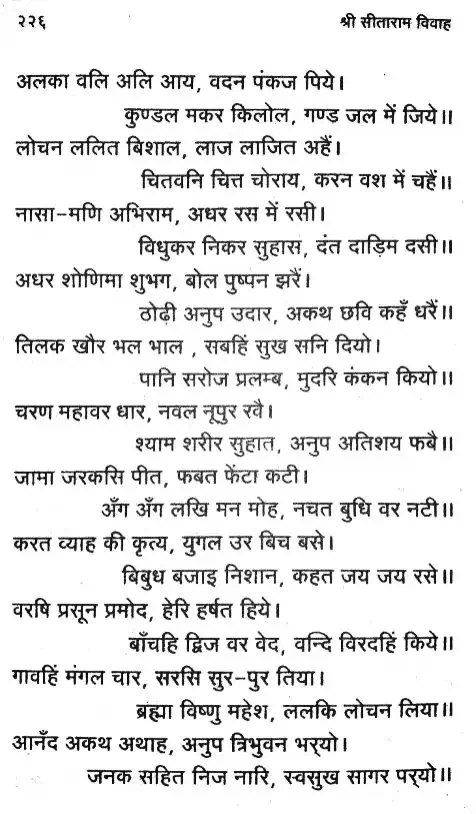 २२६ श्री सीताराम विवाह
अलका वलि अलि आय, वदन पंकज पिये।
कुण्डल मकर किलोल, गण्ड जल में जिये॥
लोचन ललित बिशाल, लाज लाजित अहैं।
चितवनि चित्त चोराय, करन वश में चहैं॥
नासा-मणि अभिराम, अधर रस में रसी।
विधुकर निकर सुहास, दंत दाड़िम दसी॥
अधर शोणिमा शुभग, बोल पुष्पन झरैं।
ठोढ़ी अनुप उदार, अकथ छवि कहँ धरैं॥
तिलक खौर भल भाल , सबहिं सुख सनि दियो।
पानि सरोज प्रलम्ब, मुदरि कंकन कियो॥
चरण महावर धार, नवल नूपुर रवै।
श्याम शरीर सुहात, अनुप अतिशय फबै॥
जामा जरकसि पीत, फबत फेंटा कटी।
अँग अँग लखि मन मोह, नचत बुधि वर नटी॥
करत व्याह की कृत्य, युगल उर बिच बसे।
बिबुध बजाइ निशान, कहत जय जय रसे॥
वरषि प्रसून प्रमोद, हेरि हर्षत हिये।
बाँचहि द्विज वर वेद, वन्दि विरदहिं किये॥
गावहिं मंगल चार, सरसि सुर-पुर तिया।
ब्रह्मा विष्णु महेश, ललकि लोचन लिया॥
आनँद अकथ अथाह, अनुप त्रिभुवन भर्‌यो।
जनक सहित निज नारि, स्वसुख सागर पर्‌यो॥